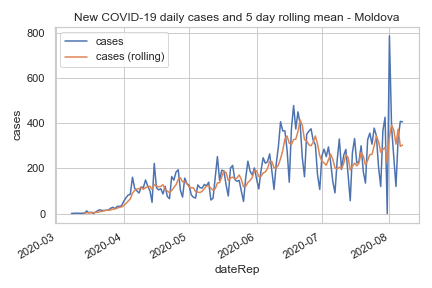 New COVID-19 daily cases and 5 day rolling mean - Moldova
cases
cases (rolling)
800
600
400
200
0
cases
2020-03
2020-04
2020-05
2020-06
2020-07
2020-08
dateRep